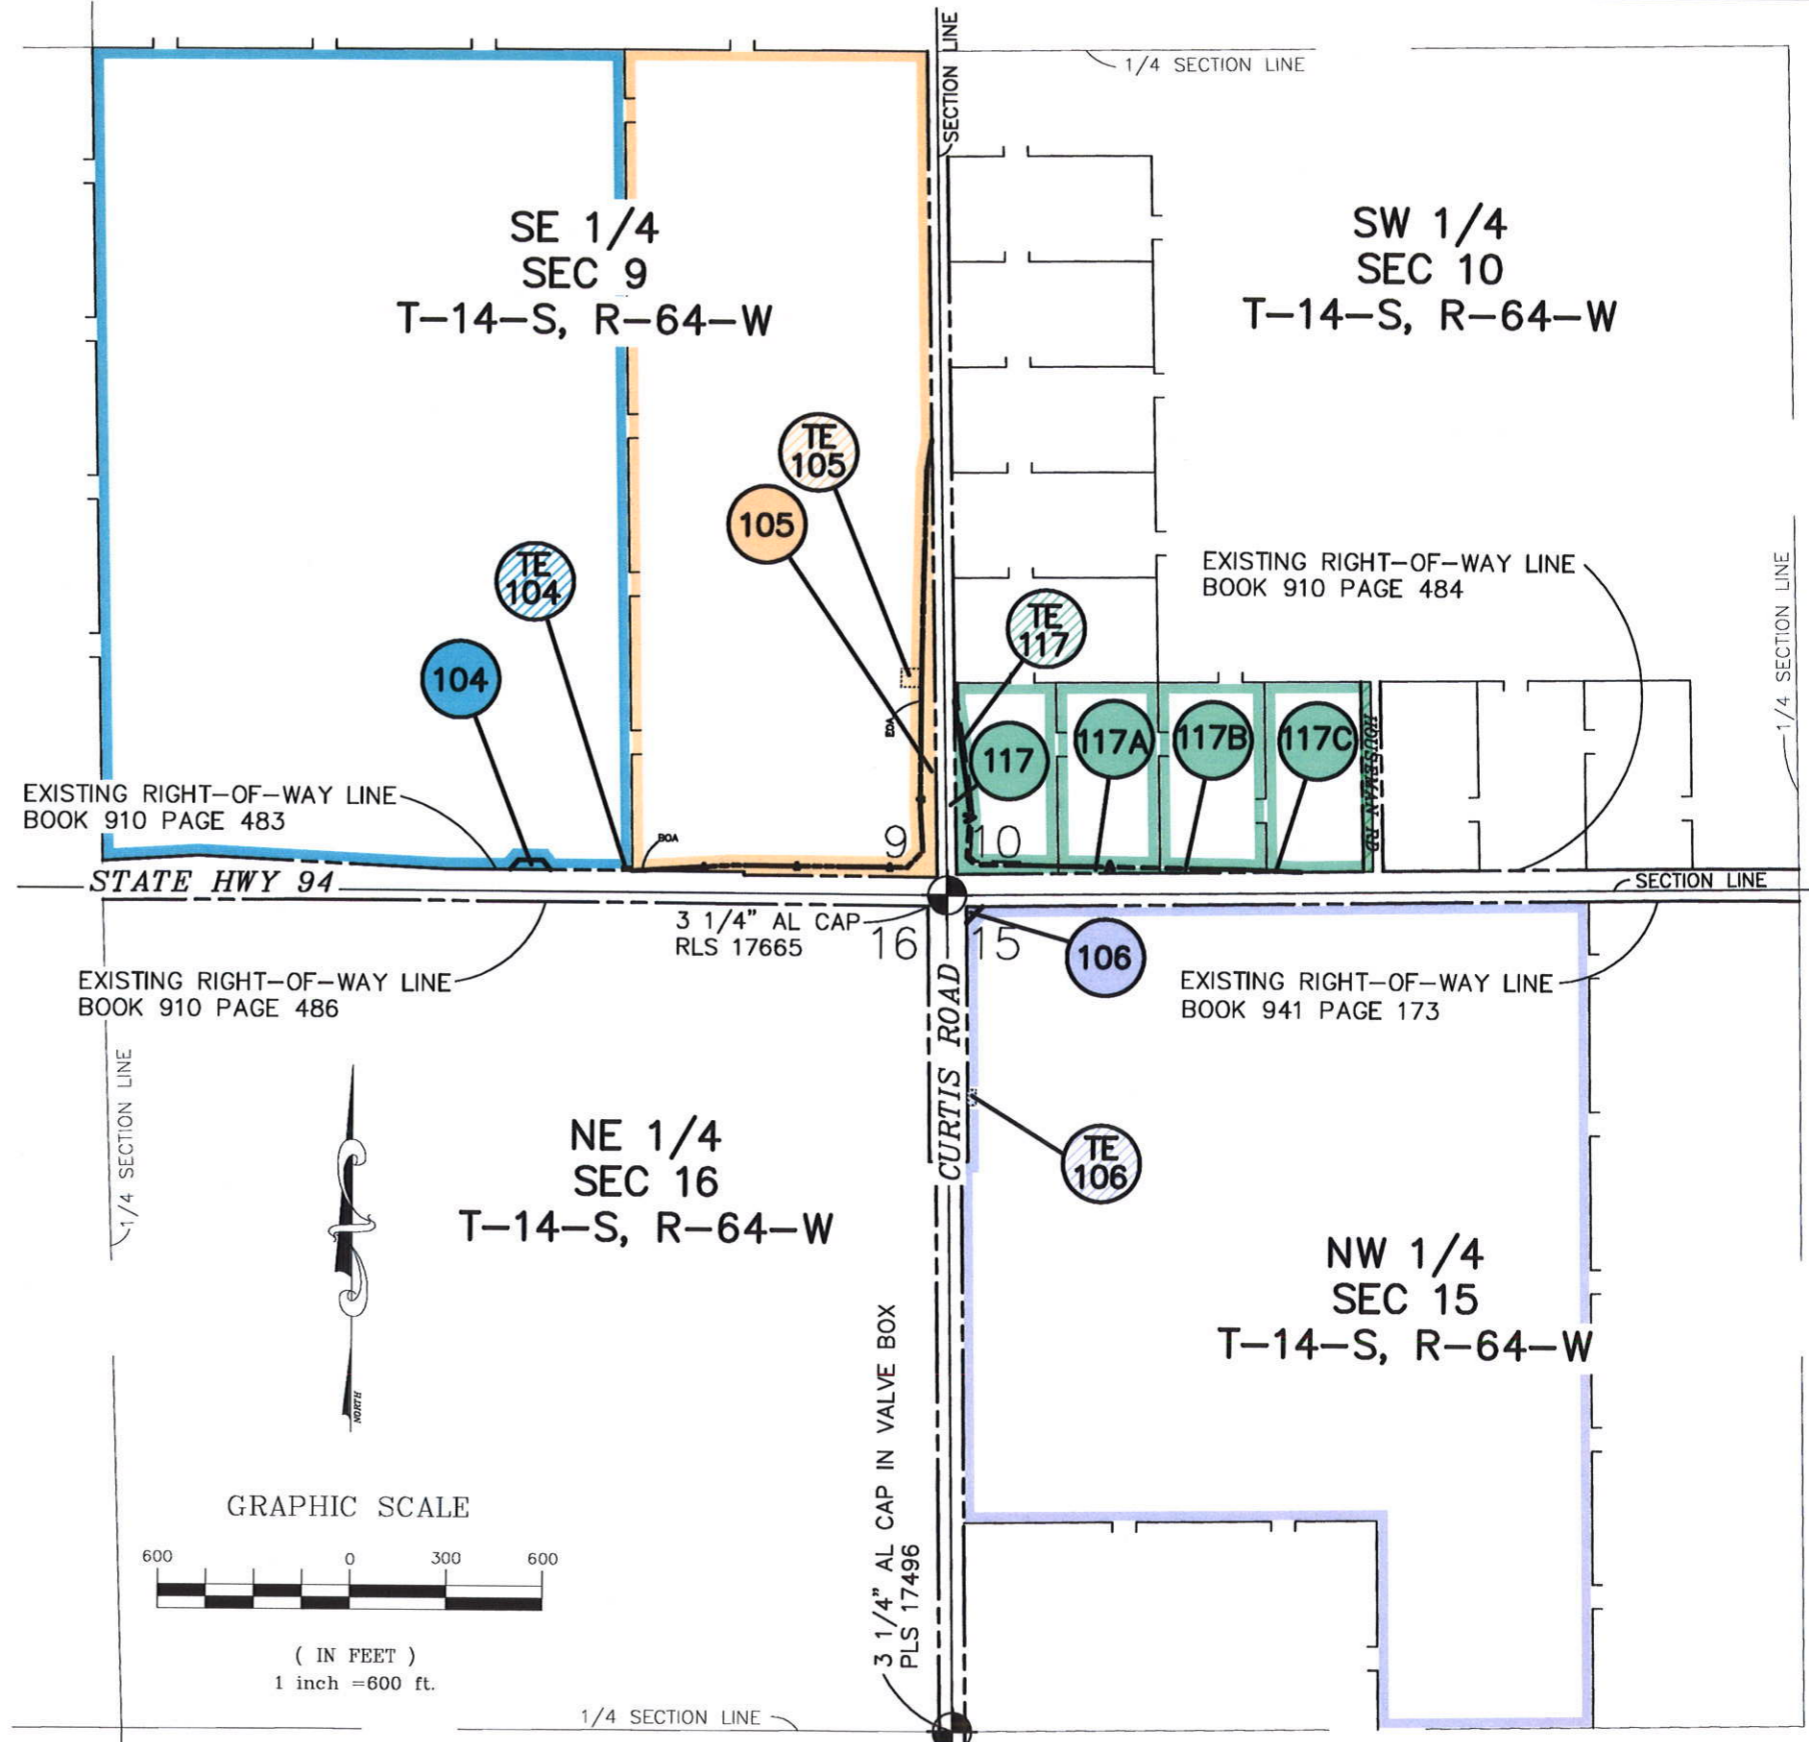 SECTION LINE
1/4 SECTION LINE
SE 1/4
SEC 9
T-14-S, R-64-W
SW 1/4
SEC 10
T-14-S, R-64-W
TE
105
105
TE
104
104
TE
117
117
117A
117B
117C
HOUSEMAN RD
EXISTING RIGHT-OF-WAY LINE
BOOK 910 PAGE 484
1/4 SECTION LINE
EOA
EOA
EXISTING RIGHT-OF-WAY LINE
BOOK 910 PAGE 483
9
10
STATE HWY 94
SECTION LINE
3 1/4" AL CAP
RLS 17665
16
15
106
EXISTING RIGHT-OF-WAY LINE
BOOK 910 PAGE 486
EXISTING RIGHT-OF-WAY LINE
BOOK 941 PAGE 173
CURTIS ROAD
1/4 SECTION LINE
NE 1/4
SEC 16
T-14-S, R-64-W
TE
106
NW 1/4
SEC 15
T-14-S, R-64-W
NORTH
3 1/4" AL CAP IN VALVE BOX
PLS 17496
GRAPHIC SCALE
600 0 300 600
( IN FEET )
1 inch =600 ft.
1/4 SECTION LINE